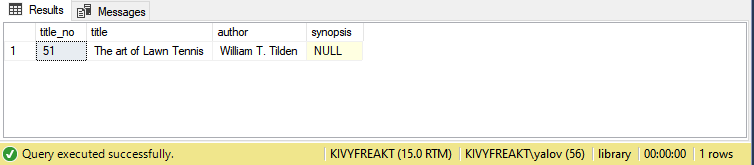 Results Messages
title_no title author synopsis
1 51 The art of Lawn Tennis William T. Tilden NULL
Query executed successfully. KIVYFREAKT (15.0 RTM) KIVYFREAKT\yalov (56) library 00:00:00 1 rows